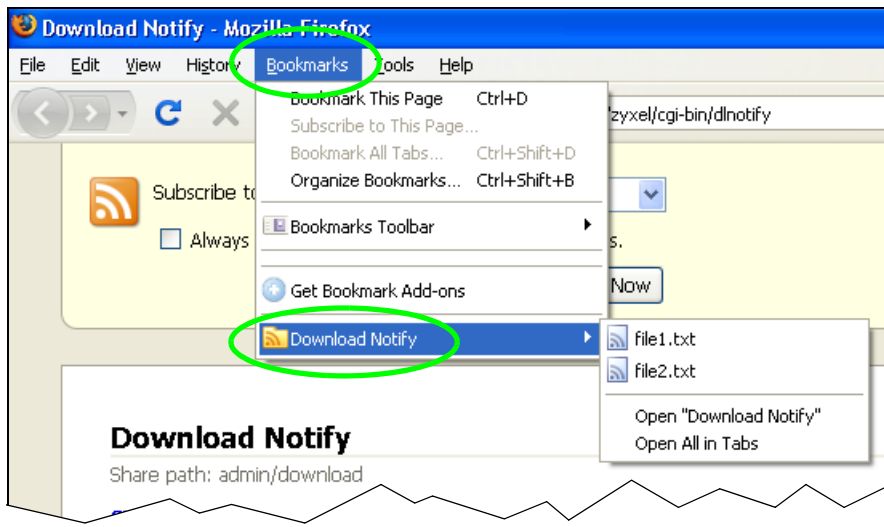 Download Notify - Mozilla Firefox
File Edit View History Bookmarks Tools Help
Bookmark This Page Ctrl+D
Subscribe to This Page...
Bookmark All Tabs... Ctrl+Shift+D
Organize Bookmarks... Ctrl+Shift+B
Bookmarks Toolbar
Get Bookmark Add-ons
Download Notify
zyxel/cgi-bin/dlnotify
Subscribe to
Always
s.
Now
file1.txt
file2.txt
Open "Download Notify"
Open All in Tabs
Download Notify
Share path: admin/download